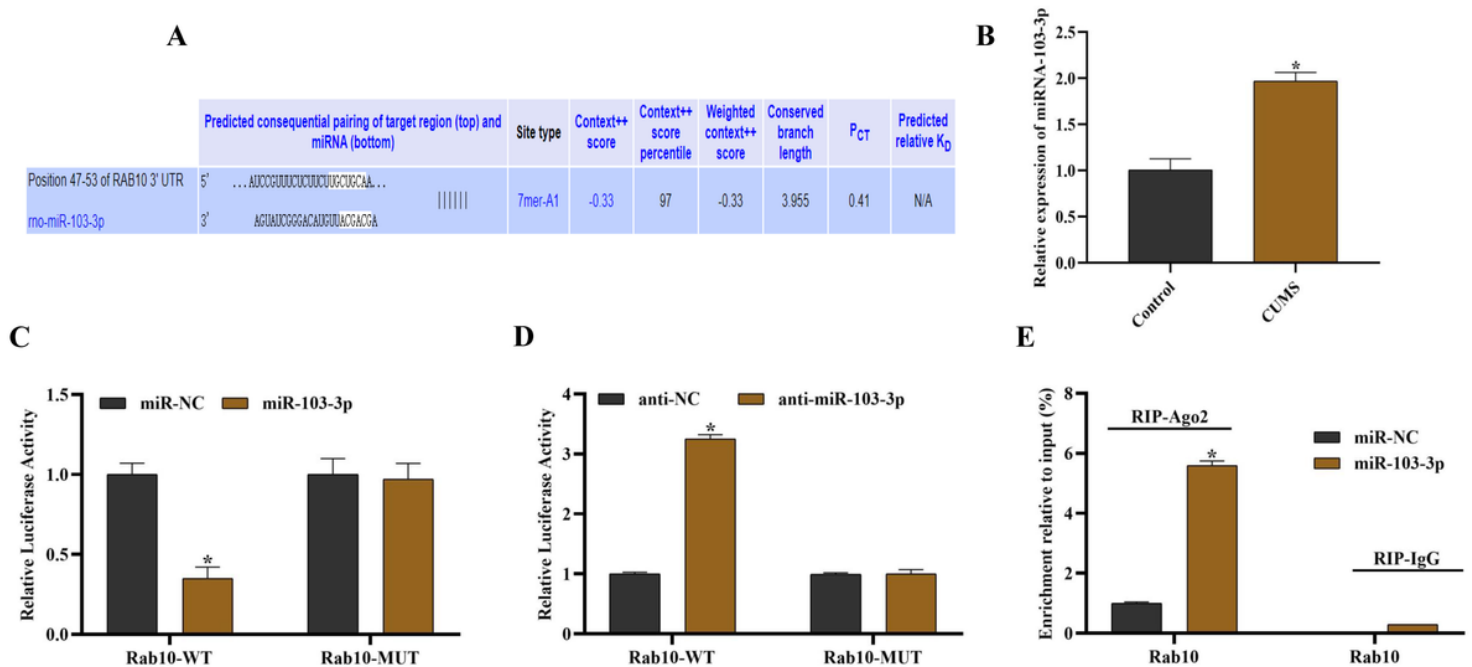 A
Predicted consequential pairing of target region (top) and
miRNA (bottom)
Site type
Context++
score
Context++
score
percentile
Weighted
context++
score
Conserved
branch
length
PCT
Predicted
relative KD
Position 47-53 of RAB10 3' UTR
5' ...AUCCGUUUCUCUUCUUGCUGCAA...
||||||
rno-miR-103-3p
3' AGUAUCGGGACAUGUUACGACGA
7mer-A1
-0.33
97
-0.33
3.955
0.41
N/A
B
Relative expression of miRNA-103-3p
2.5
2.0
1.5
1.0
0.5
0.0
*
Control
CUMS
C
Relative Luciferase Activity
1.5
1.0
0.5
0.0
miR-NC
miR-103-3p
*
Rab10-WT
Rab10-MUT
D
Relative Luciferase Activity
4
3
2
1
0
anti-NC
anti-miR-103-3p
*
Rab10-WT
Rab10-MUT
E
Enrichment relative to input (%)
8
6
4
2
0
RIP-Ago2
*
miR-NC
miR-103-3p
RIP-IgG
Rab10
Rab10